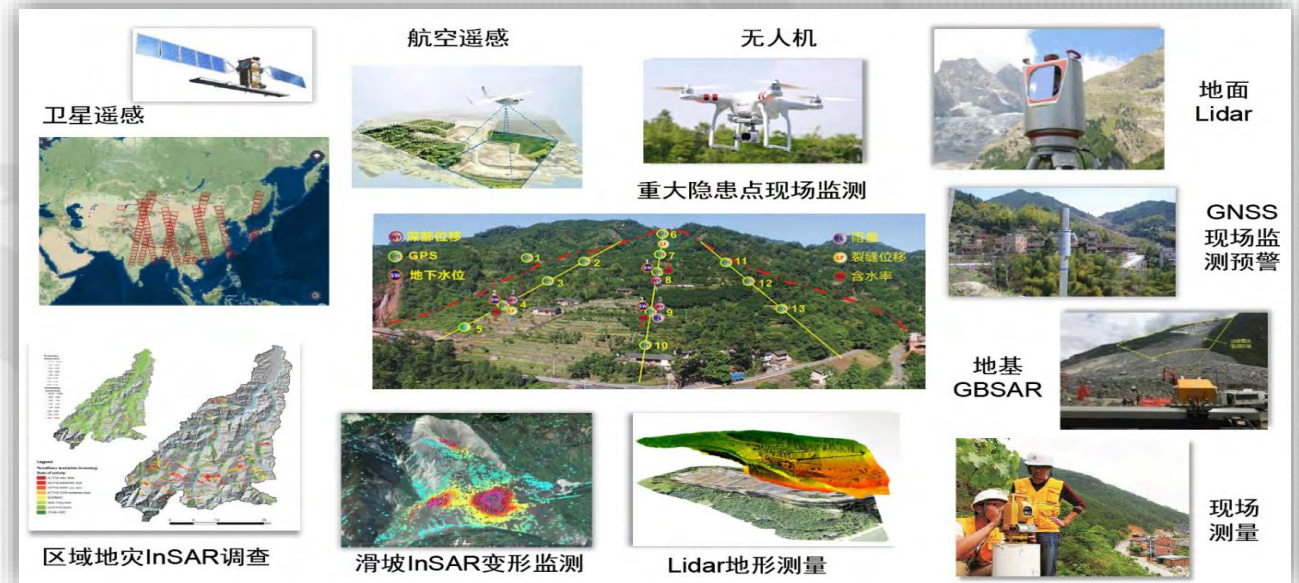 航空遥感
无人机
卫星遥感
地面
Lidar
重大隐患点现场监测
GNSS
现场监
测预警
深部位移
GPS
地下水位
雨量
裂缝位移
含水率
1
2
3
4
5
6
7
8
9
10
11
12
13
地基
GBSAR
现场
测量
Legend
区域地灾InSAR调查
滑坡InSAR变形监测
Lidar地形测量